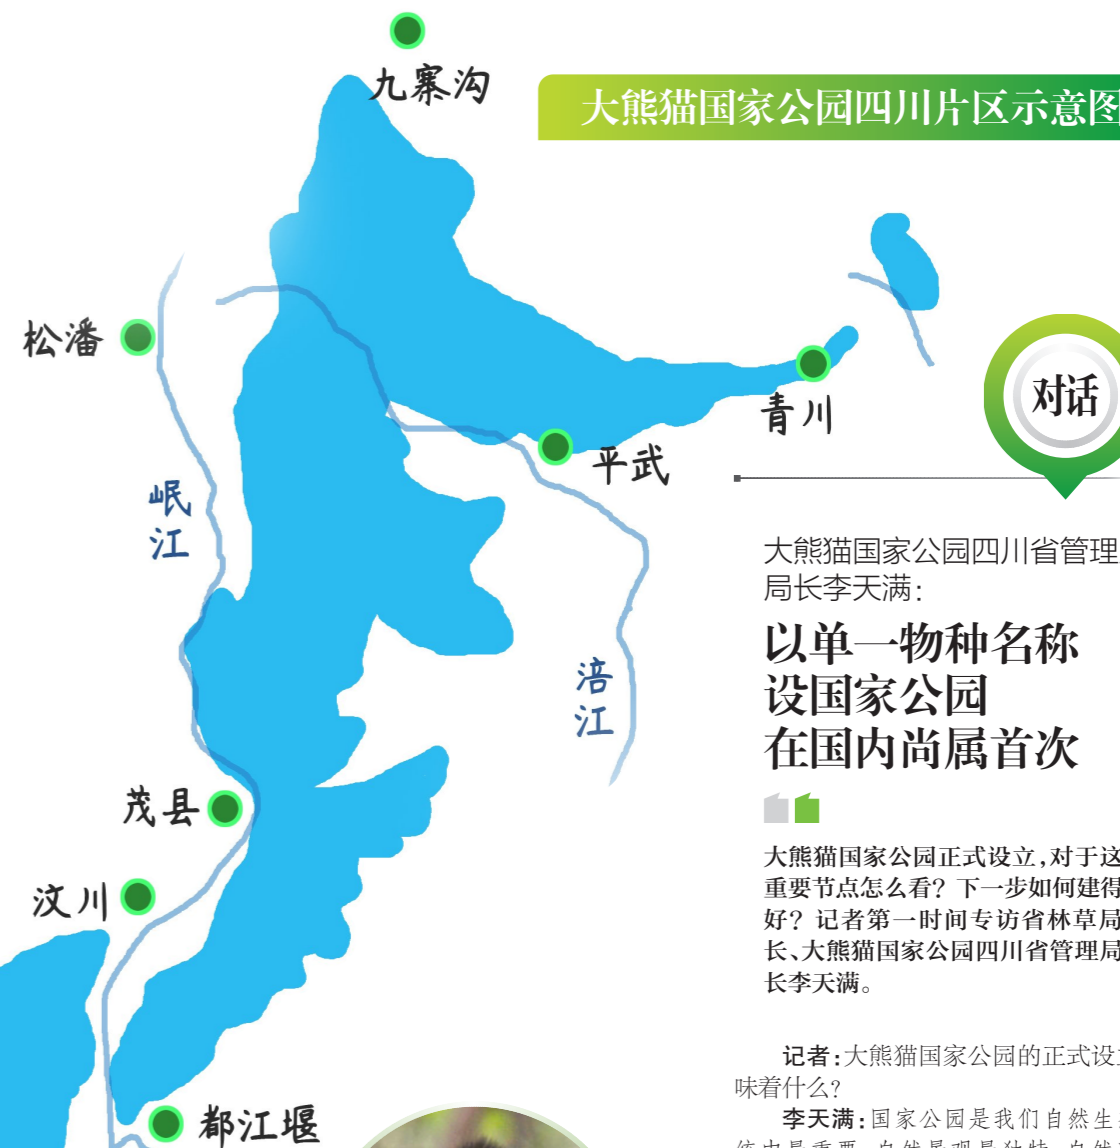 九寨沟
大熊猫国家公园四川片区示意图
松潘
青川
对话
平武
岷江
涪江
茂县
汶川
都江堰
大熊猫国家公园四川省管理
局长李天满：
以单一物种名称
设国家公园
在国内尚属首次
大熊猫国家公园正式设立，对于这
重要节点怎么看？下一步如何建得
好？记者第一时间专访省林草局
长、大熊猫国家公园四川省管理局
长李天满。
记者：大熊猫国家公园的正式设
味着什么？
李天满：国家公园是我们自然生